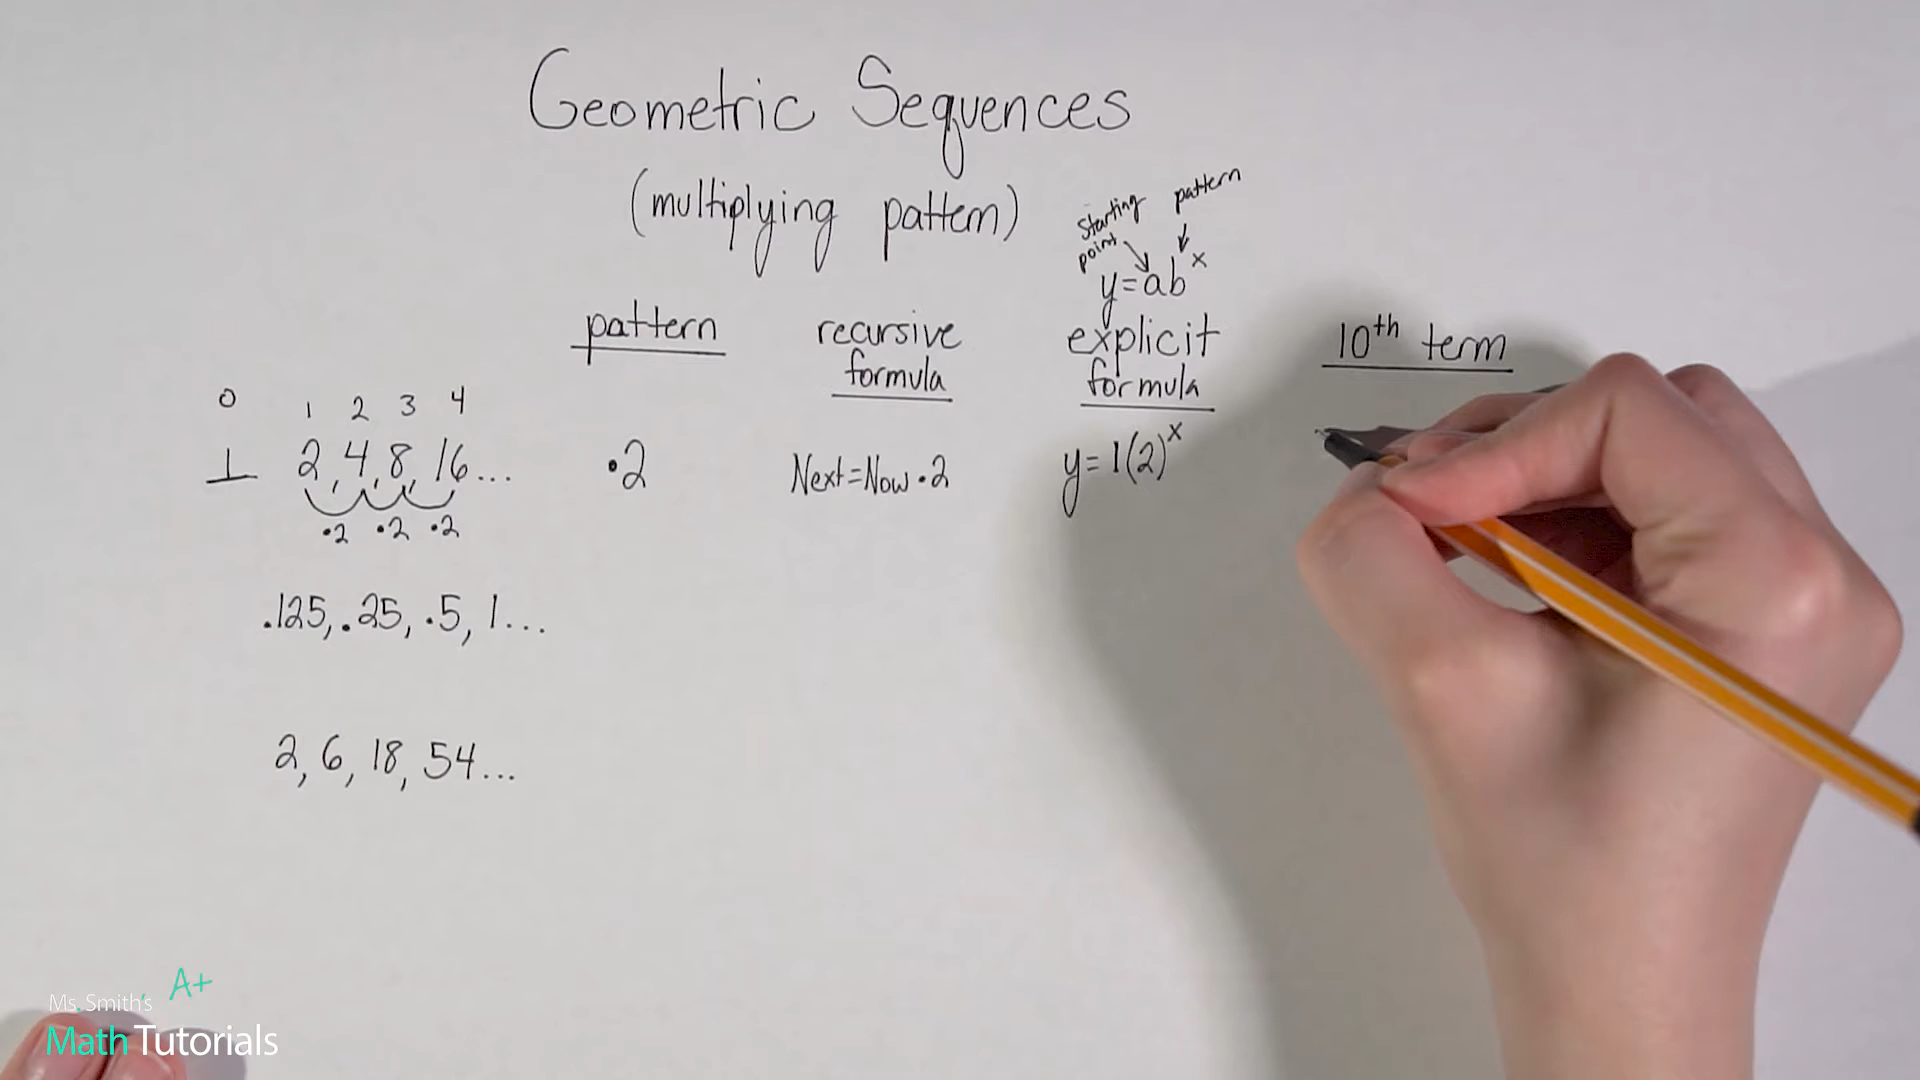 Geometric Sequences
(multiplying pattern)
starting point
pattern
y=abˣ
pattern
recursive formula
explicit formula
10ᵗʰ term
0 1 2 3 4
1 2, 4, 8, 16...
·2 ·2 ·2
·2
Next=Now·2
y=1(2)ˣ
.125, .25, .5, 1...
2, 6, 18, 54...
A+
Ms. Smith's
Math Tutorials